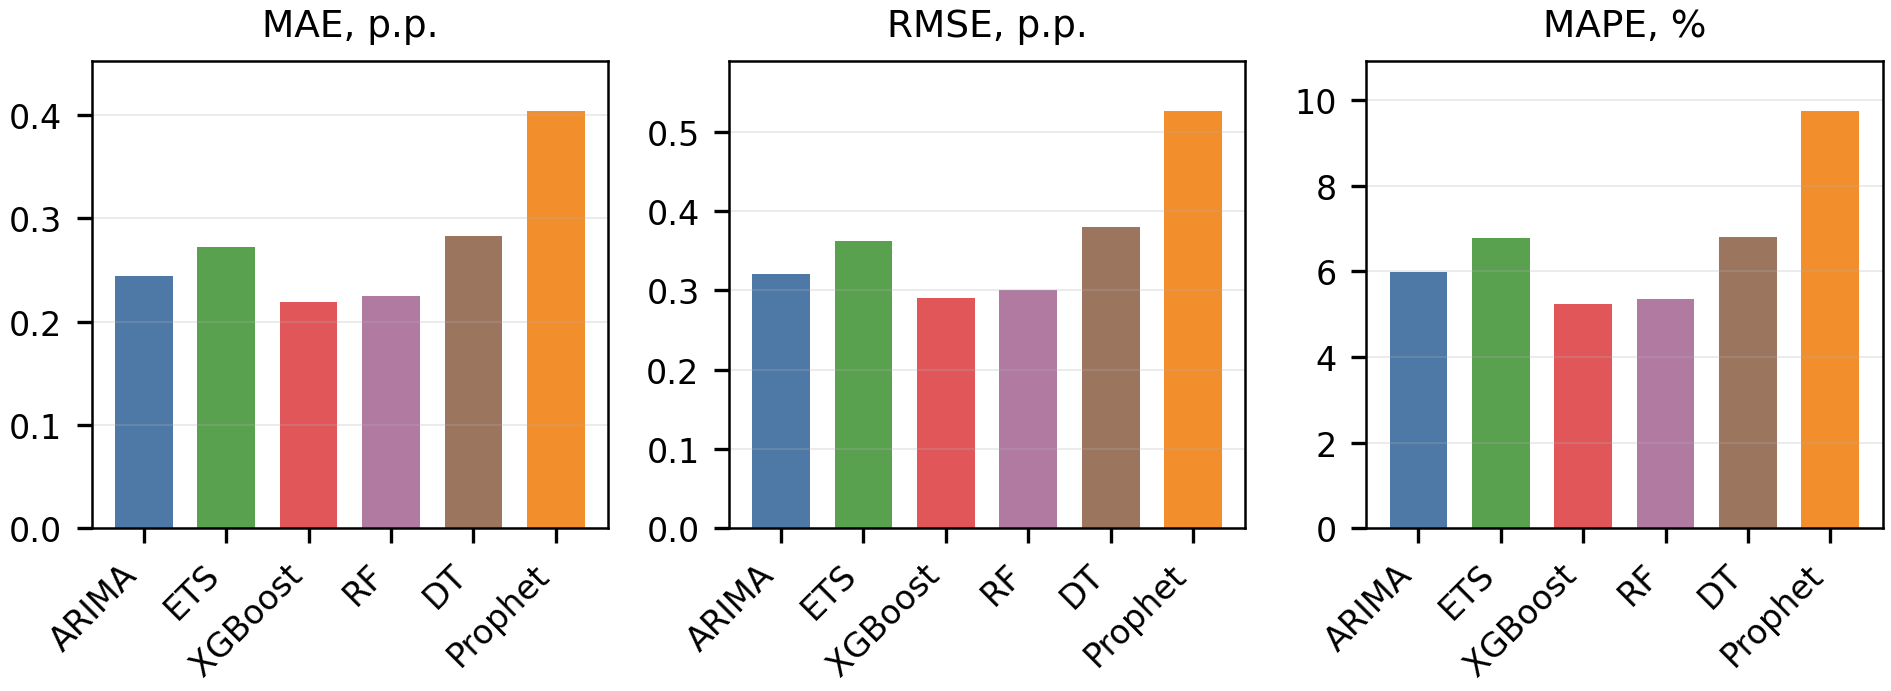 MAE, p.p.
0.4
0.3
0.2
0.1
0.0
ARIMA
ETS
XGBoost
RF
DT
Prophet
RMSE, p.p.
0.5
0.4
0.3
0.2
0.1
0.0
ARIMA
ETS
XGBoost
RF
DT
Prophet
MAPE, %
10
8
6
4
2
0
ARIMA
ETS
XGBoost
RF
DT
Prophet